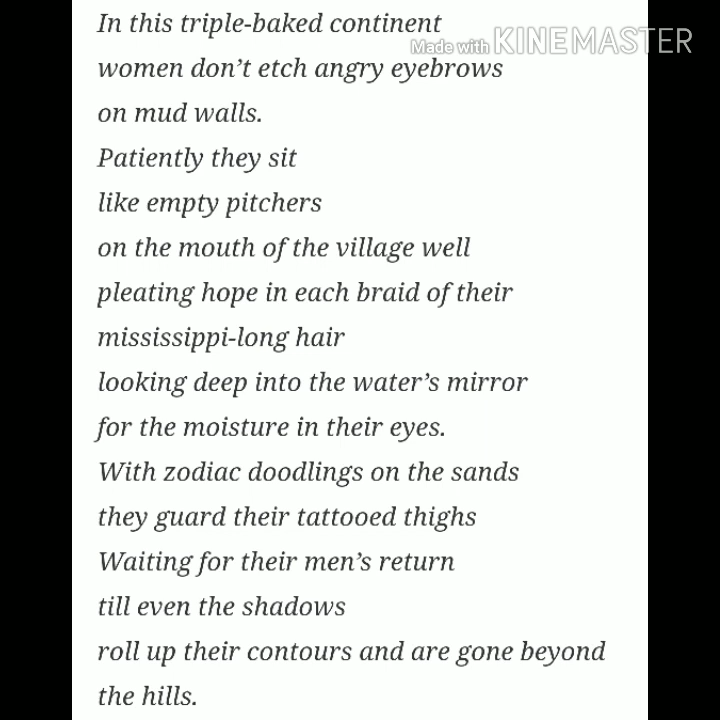 In this triple-baked continent
Made with KINEMASTER
women don’t etch angry eyebrows
on mud walls.
Patiently they sit
like empty pitchers
on the mouth of the village well
pleating hope in each braid of their
mississippi-long hair
looking deep into the water’s mirror
for the moisture in their eyes.
With zodiac doodlings on the sands
they guard their tattooed thighs
Waiting for their men’s return
till even the shadows
roll up their contours and are gone beyond
the hills.